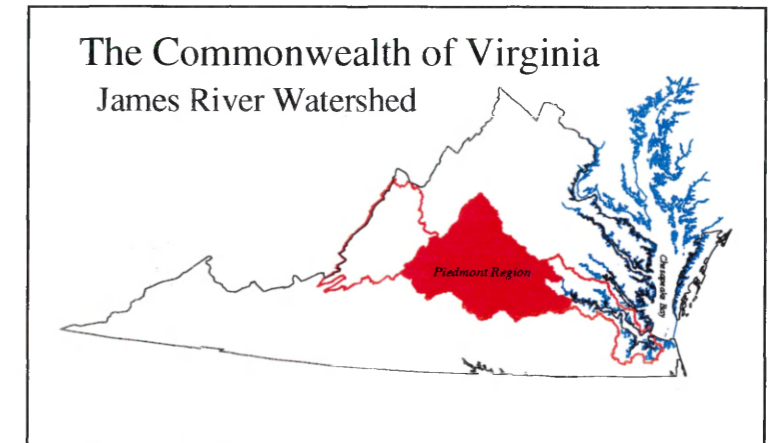 The Commonwealth of Virginia
James River Watershed
Piedmont Region
Chesapeake Bay